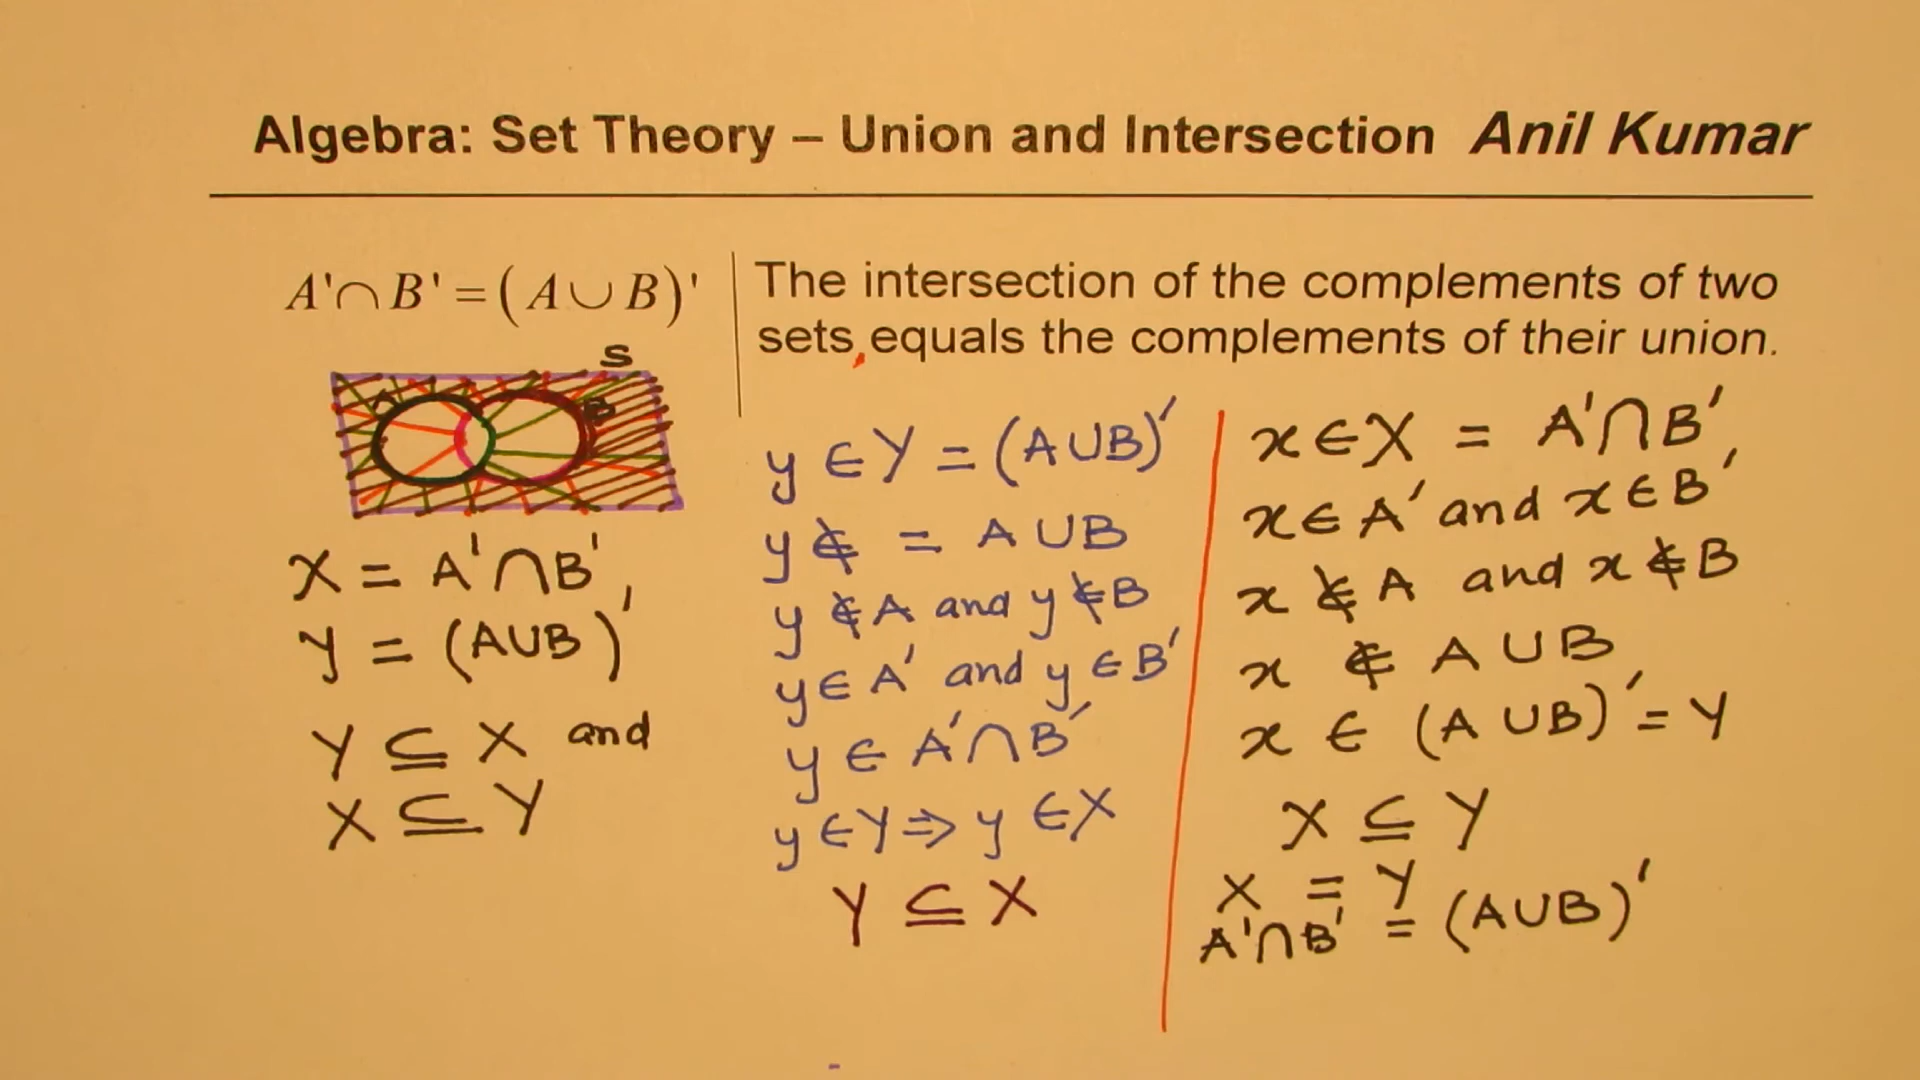 Algebra: Set Theory – Union and Intersection Anil Kumar
A'∩B'=(A∪B)'
The intersection of the complements of two
sets, equals the complements of their union.
S
A B
X = A'∩B',
Y = (A∪B)'
Y ⊆ X and
X ⊆ Y
y ∈ Y = (A∪B)'
y ∉ = A∪B
y ∉ A and y ∉ B
y ∈ A' and y ∈ B'
y ∈ A'∩B'
y ∈ Y ⇒ y ∈ X
Y ⊆ X
x ∈ X = A'∩B',
x ∈ A' and x ∈ B'
x ∉ A and x ∉ B
x ∉ A∪B
x ∈ (A∪B)' = Y
X ⊆ Y
X = Y
A'∩B' = (A∪B)'